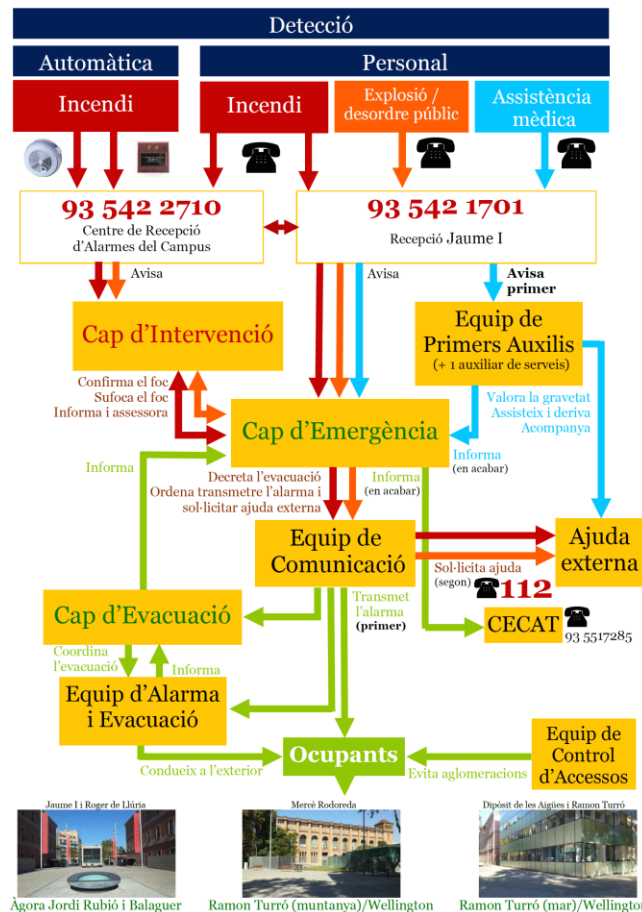 Detecció
Automàtica
Personal
Incendi
Incendi
Explosió /
desordre públic
Assistència
mèdica
93 542 2710
Centre de Recepció
d'Alarmes del Campus
93 542 1701
Recepció Jaume I
Avisa
Avisa
Avisa
primer
Cap d'Intervenció
Equip de
Primers Auxilis
(+ 1 auxiliar de serveis)
Confirma el foc
Sufoca el foc
Informa i assessora
Valora la gravetat
Assisteix i deriva
Acompanya
Cap d'Emergència
Informa
Informa
(en acabar)
Decreta l'evacuació
Ordena transmetre l'alarma i
sol·licitar ajuda externa
Informa
(en acabar)
Equip de
Comunicació
Ajuda
externa
Sol·licita ajuda
(segon)
112
Transmet
l'alarma
(primer)
Cap d'Evacuació
CECAT
93 5517285
Coordina
l'evacuació
Informa
Equip d'Alarma
i Evacuació
Ocupants
Equip de
Control
d'Accessos
Condueix a l'exterior
Evita aglomeracions
Jaume I i Roger de Llúria
Mercè Rodoreda
Dipòsit de les Aigües i Ramon Turró
Àgora Jordi Rubió i Balaguer
Ramon Turró (muntanya)/Wellington
Ramon Turró (mar)/Wellington